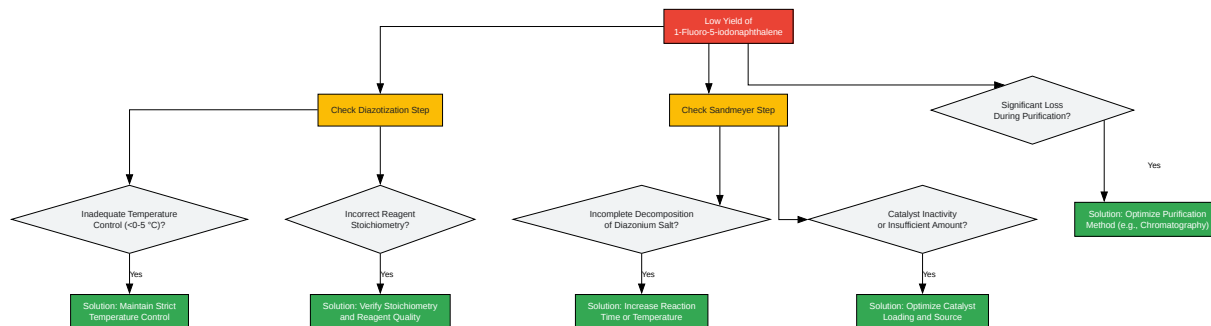 Low Yield of
1-Fluoro-5-iodonaphthalene
Check Diazotization Step
Check Sandmeyer Step
Significant Loss
During Purification?
Yes
Inadequate Temperature
Control (<0-5 °C)?
Incorrect Reagent
Stoichiometry?
Incomplete Decomposition
of Diazonium Salt?
Catalyst Inactivity
or Insufficient Amount?
Solution: Optimize Purification
Method (e.g., Chromatography)
Yes
Yes
Yes
Yes
Solution: Maintain Strict
Temperature Control
Solution: Verify Stoichiometry
and Reagent Quality
Solution: Increase Reaction
Time or Temperature
Solution: Optimize Catalyst
Loading and Source